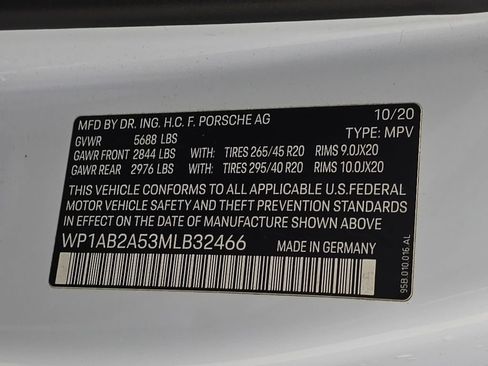 MFD BY DR. ING. H.C. F. PORSCHE AG 10/20
GVWR 5688 LBS TYPE: MPV
GAWR FRONT 2844 LBS WITH: TIRES 265/45 R20 RIMS 9.0JX20
GAWR REAR 2976 LBS WITH: TIRES 295/40 R20 RIMS 10.0JX20
THIS VEHICLE CONFORMS TO ALL APPLICABLE U.S.FEDERAL
MOTOR VEHICLE SAFETY AND THEFT PREVENTION STANDARDS
IN EFFECT ON THE DATE OF MANUFACTURE SHOWN ABOVE.
WP1AB2A53MLB32466 MADE IN GERMANY
95B.010.016.AL